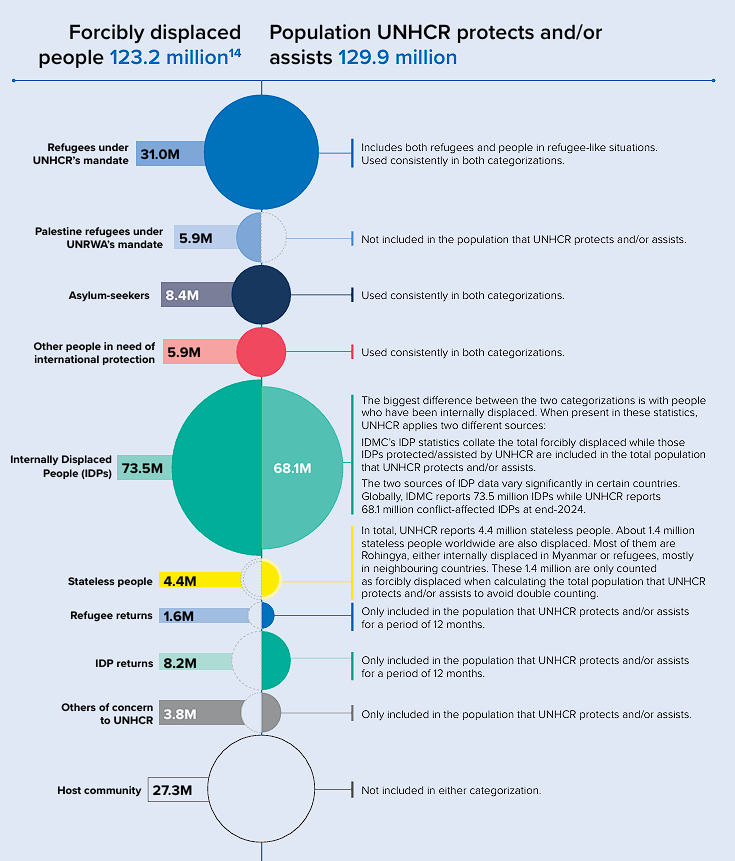 Forcibly displaced
people 123.2 million¹⁴
Population UNHCR protects and/or
assists 129.9 million
Refugees under
UNHCR's mandate
31.0M
Includes both refugees and people in refugee-like situations.
Used consistently in both categorizations.
Palestine refugees under
UNRWA's mandate
5.9M
Not included in the population that UNHCR protects and/or assists.
Asylum-seekers
8.4M
Used consistently in both categorizations.
Other people in need of
international protection
5.9M
Used consistently in both categorizations.
Internally Displaced
People (IDPs)
73.5M
68.1M
The biggest difference between the two categorizations is with people
who have been internally displaced. When present in these statistics,
UNHCR applies two different sources:
IDMC's IDP statistics collate the total forcibly displaced while those
IDPs protected/assisted by UNHCR are included in the total population
that UNHCR protects and/or assists.
The two sources of IDP data vary significantly in certain countries.
Globally, IDMC reports 73.5 million IDPs while UNHCR reports
68.1 million conflict-affected IDPs at end-2024.
Stateless people
4.4M
In total, UNHCR reports 4.4 million stateless people. About 1.4 million
stateless people worldwide are also displaced. Most of them are
Rohingya, either internally displaced in Myanmar or refugees, mostly
in neighbouring countries. These 1.4 million are only counted
as forcibly displaced when calculating the total population that UNHCR
protects and/or assists to avoid double counting.
Refugee returns
1.6M
Only included in the population that UNHCR protects and/or assists
for a period of 12 months.
IDP returns
8.2M
Only included in the population that UNHCR protects and/or assists
for a period of 12 months.
Others of concern
to UNHCR
3.8M
Only included in the population that UNHCR protects and/or assists.
Host community
27.3M
Not included in either categorization.